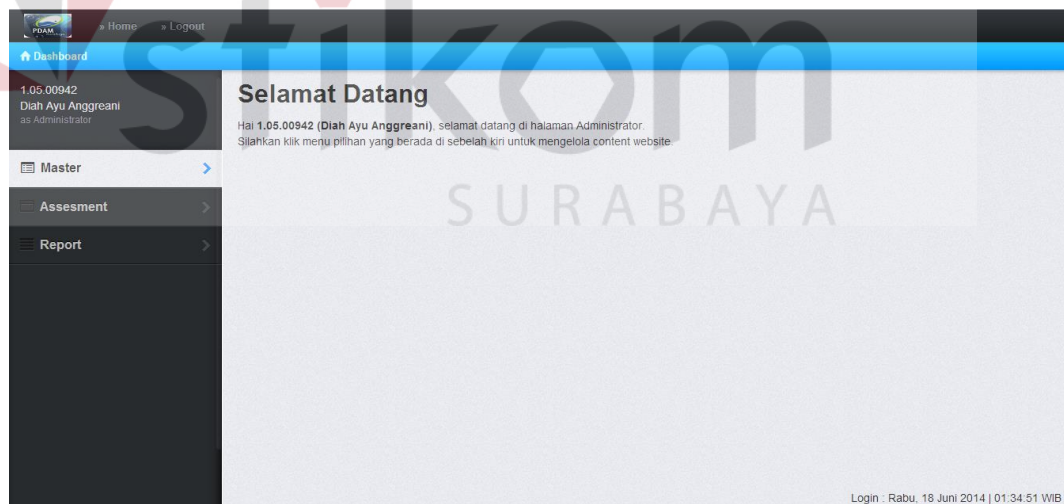 PDAM
» Home » Logout
Dashboard
1.05.00942
Diah Ayu Anggreani
as Administrator
Master
Assesment
Report
Selamat Datang
Hai 1.05.00942 (Diah Ayu Anggreani), selamat datang di halaman Administrator.
Silahkan klik menu pilihan yang berada di sebelah kiri untuk mengelola content website.
stikom
SURABAYA
Login : Rabu, 18 Juni 2014 | 01:34:51 WIB